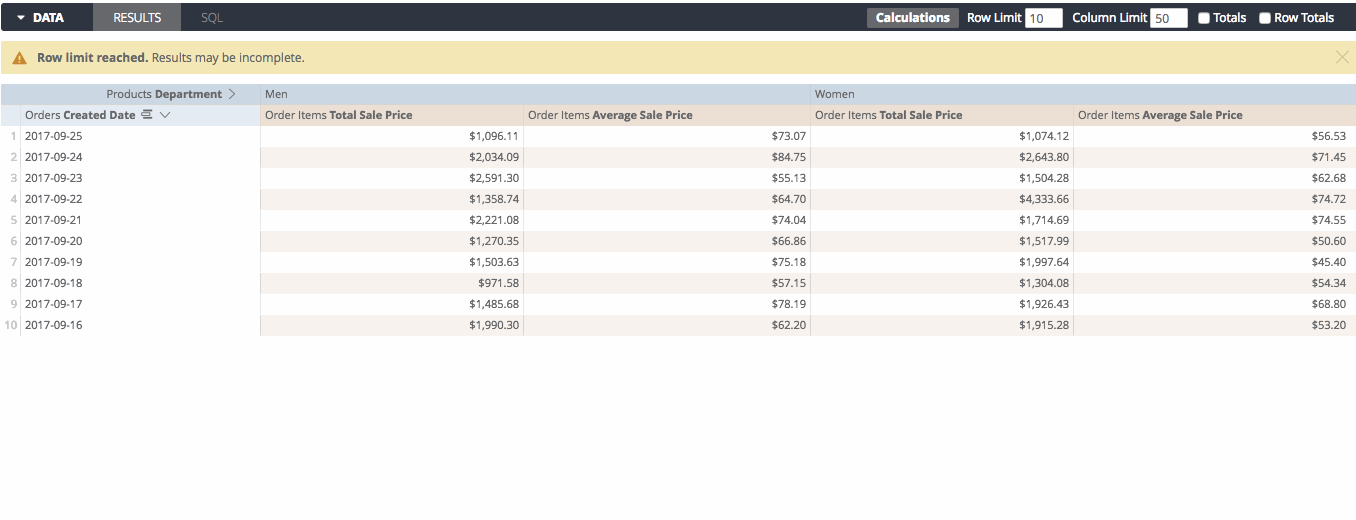 DATA RESULTS SQL Calculations Row Limit 10 Column Limit 50 Totals Row Totals
Row limit reached. Results may be incomplete.
Products Department Men Women
Orders Created Date Order Items Total Sale Price Order Items Average Sale Price Order Items Total Sale Price Order Items Average Sale Price
1 2017-09-25 $1,096.11 $73.07 $1,074.12 $56.53
2 2017-09-24 $2,034.09 $84.75 $2,643.80 $71.45
3 2017-09-23 $2,591.30 $55.13 $1,504.28 $62.68
4 2017-09-22 $1,358.74 $64.70 $4,333.66 $74.72
5 2017-09-21 $2,221.08 $74.04 $1,714.69 $74.55
6 2017-09-20 $1,270.35 $66.86 $1,517.99 $50.60
7 2017-09-19 $1,503.63 $75.18 $1,997.64 $45.40
8 2017-09-18 $971.58 $57.15 $1,304.08 $54.34
9 2017-09-17 $1,485.68 $78.19 $1,926.43 $68.80
10 2017-09-16 $1,990.30 $62.20 $1,915.28 $53.20